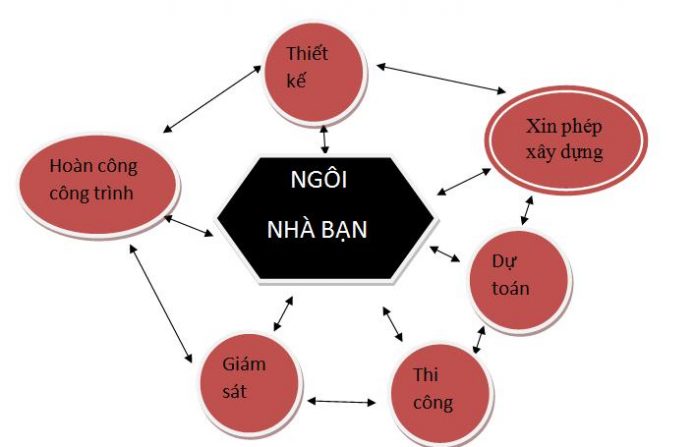 Thiết
kế
Xin phép
xây dựng
Hoàn công
công trình
NGÔI
NHÀ BẠN
Dự
toán
Giám
sát
Thi
công